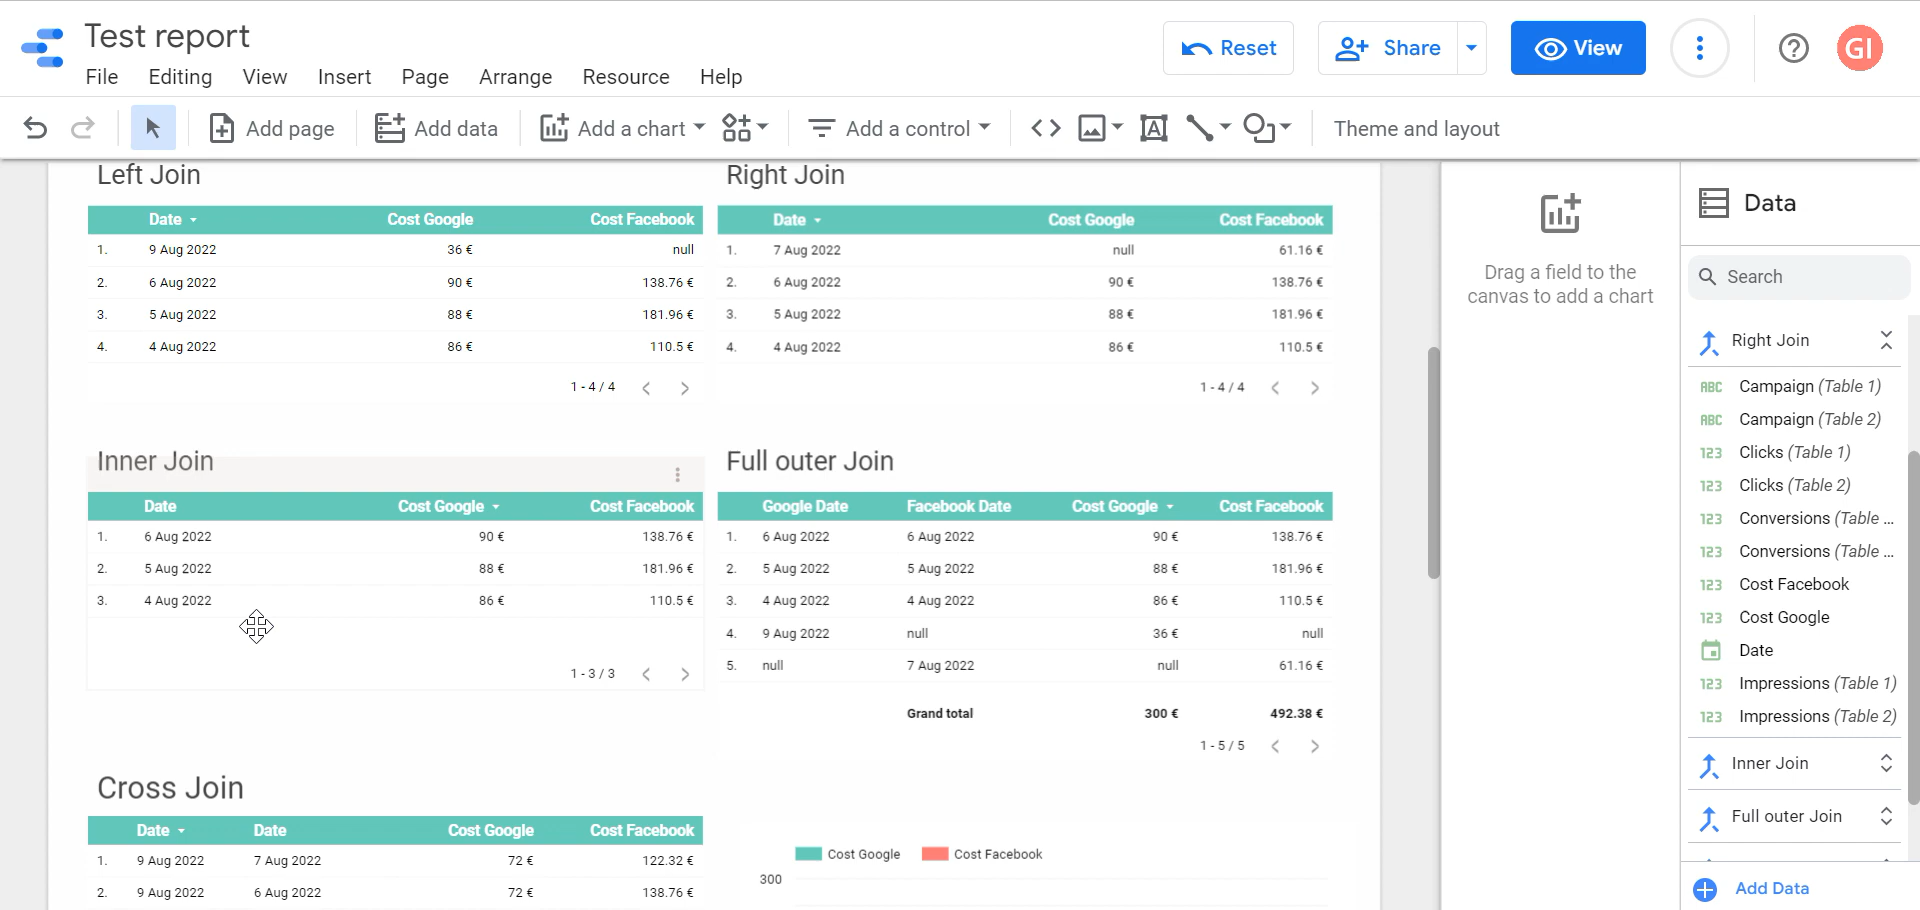 Test report
File Editing View Insert Page Arrange Resource Help
Reset Share View GI
Add page Add data Add a chart Add a control Theme and layout
Left Join
Date Cost Google Cost Facebook
1. 9 Aug 2022 36 € null
2. 6 Aug 2022 90 € 138.76 €
3. 5 Aug 2022 88 € 181.96 €
4. 4 Aug 2022 86 € 110.5 €
1 - 4 / 4
Right Join
Date Cost Google Cost Facebook
1. 7 Aug 2022 null 61.16 €
2. 6 Aug 2022 90 € 138.76 €
3. 5 Aug 2022 88 € 181.96 €
4. 4 Aug 2022 86 € 110.5 €
1 - 4 / 4
Inner Join
Date Cost Google Cost Facebook
1. 6 Aug 2022 90 € 138.76 €
2. 5 Aug 2022 88 € 181.96 €
3. 4 Aug 2022 86 € 110.5 €
1 - 3 / 3
Full outer Join
Google Date Facebook Date Cost Google Cost Facebook
1. 6 Aug 2022 6 Aug 2022 90 € 138.76 €
2. 5 Aug 2022 5 Aug 2022 88 € 181.96 €
3. 4 Aug 2022 4 Aug 2022 86 € 110.5 €
4. 9 Aug 2022 null 36 € null
5. null 7 Aug 2022 null 61.16 €
Grand total 300 € 492.38 €
1 - 5 / 5
Cross Join
Date Date Cost Google Cost Facebook
1. 9 Aug 2022 7 Aug 2022 72 € 122.32 €
2. 9 Aug 2022 6 Aug 2022 72 € 138.76 €
Cost Google Cost Facebook
300
Drag a field to the
canvas to add a chart
Data
Search
Right Join
ABC Campaign (Table 1)
ABC Campaign (Table 2)
123 Clicks (Table 1)
123 Clicks (Table 2)
123 Conversions (Table ...
123 Conversions (Table ...
123 Cost Facebook
123 Cost Google
Date
123 Impressions (Table 1)
123 Impressions (Table 2)
Inner Join
Full outer Join
Add Data